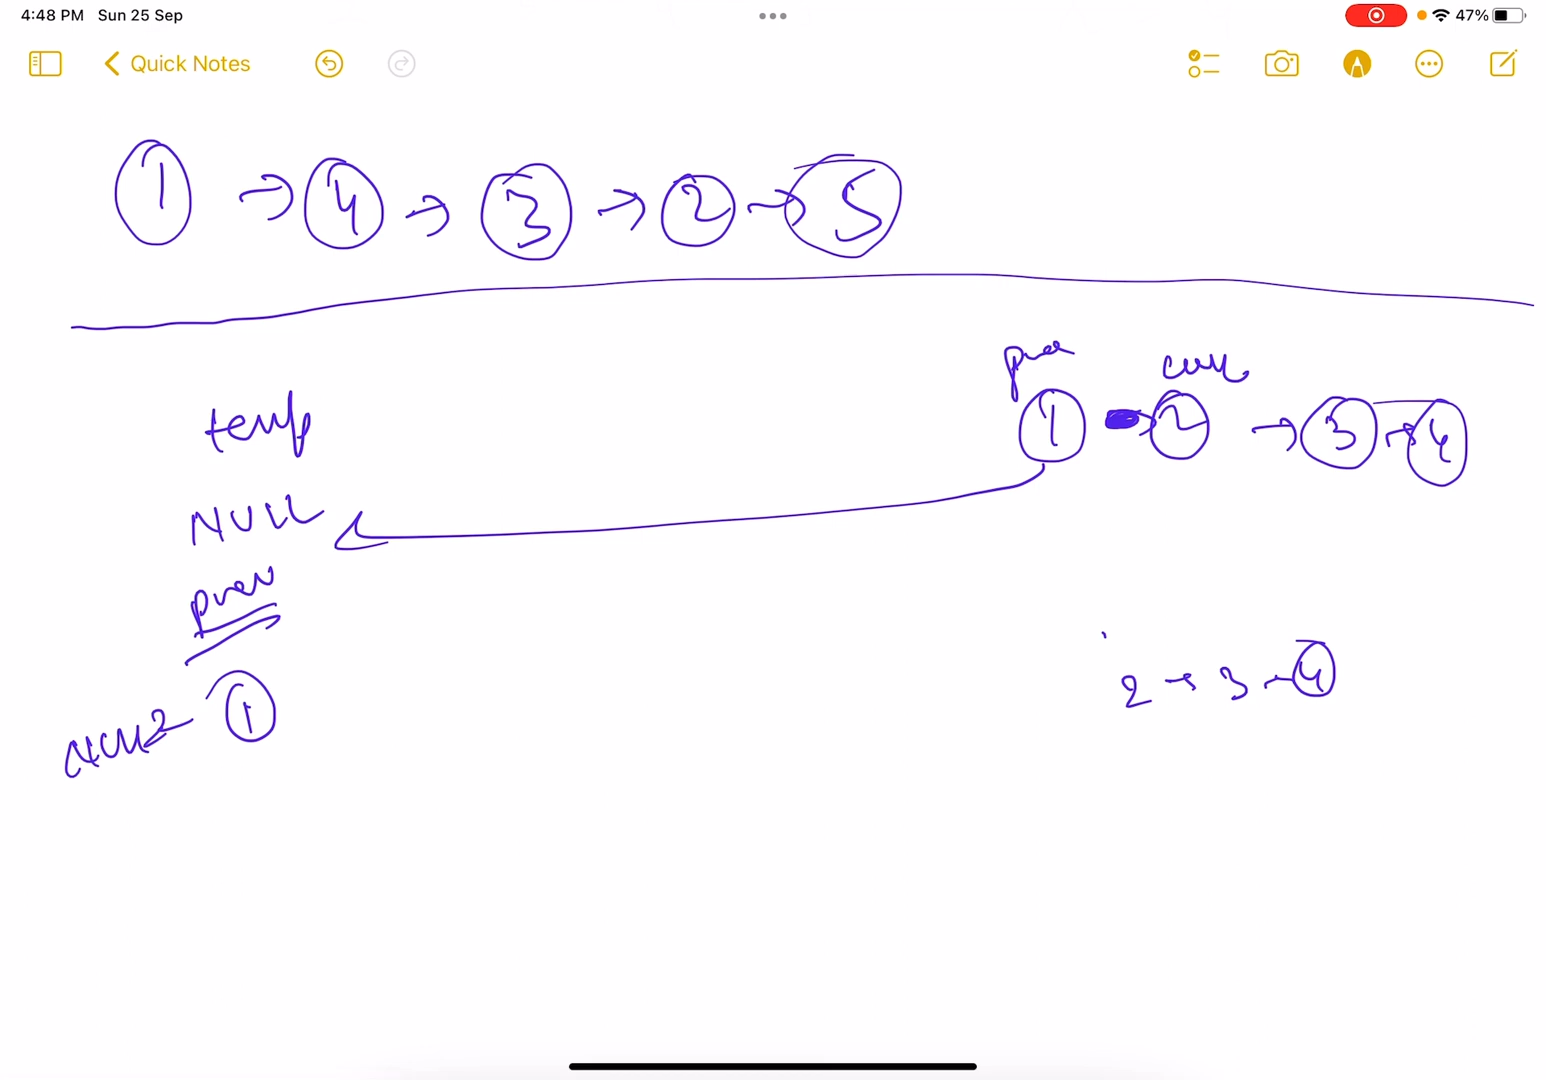 4:48 PM Sun 25 Sep
47%
Quick Notes
1 → 4 → 3 → 2 → 5
prev curr
temp
1 → 2 → 3 → 4
NULL
prev
2 → 3 → 4
1